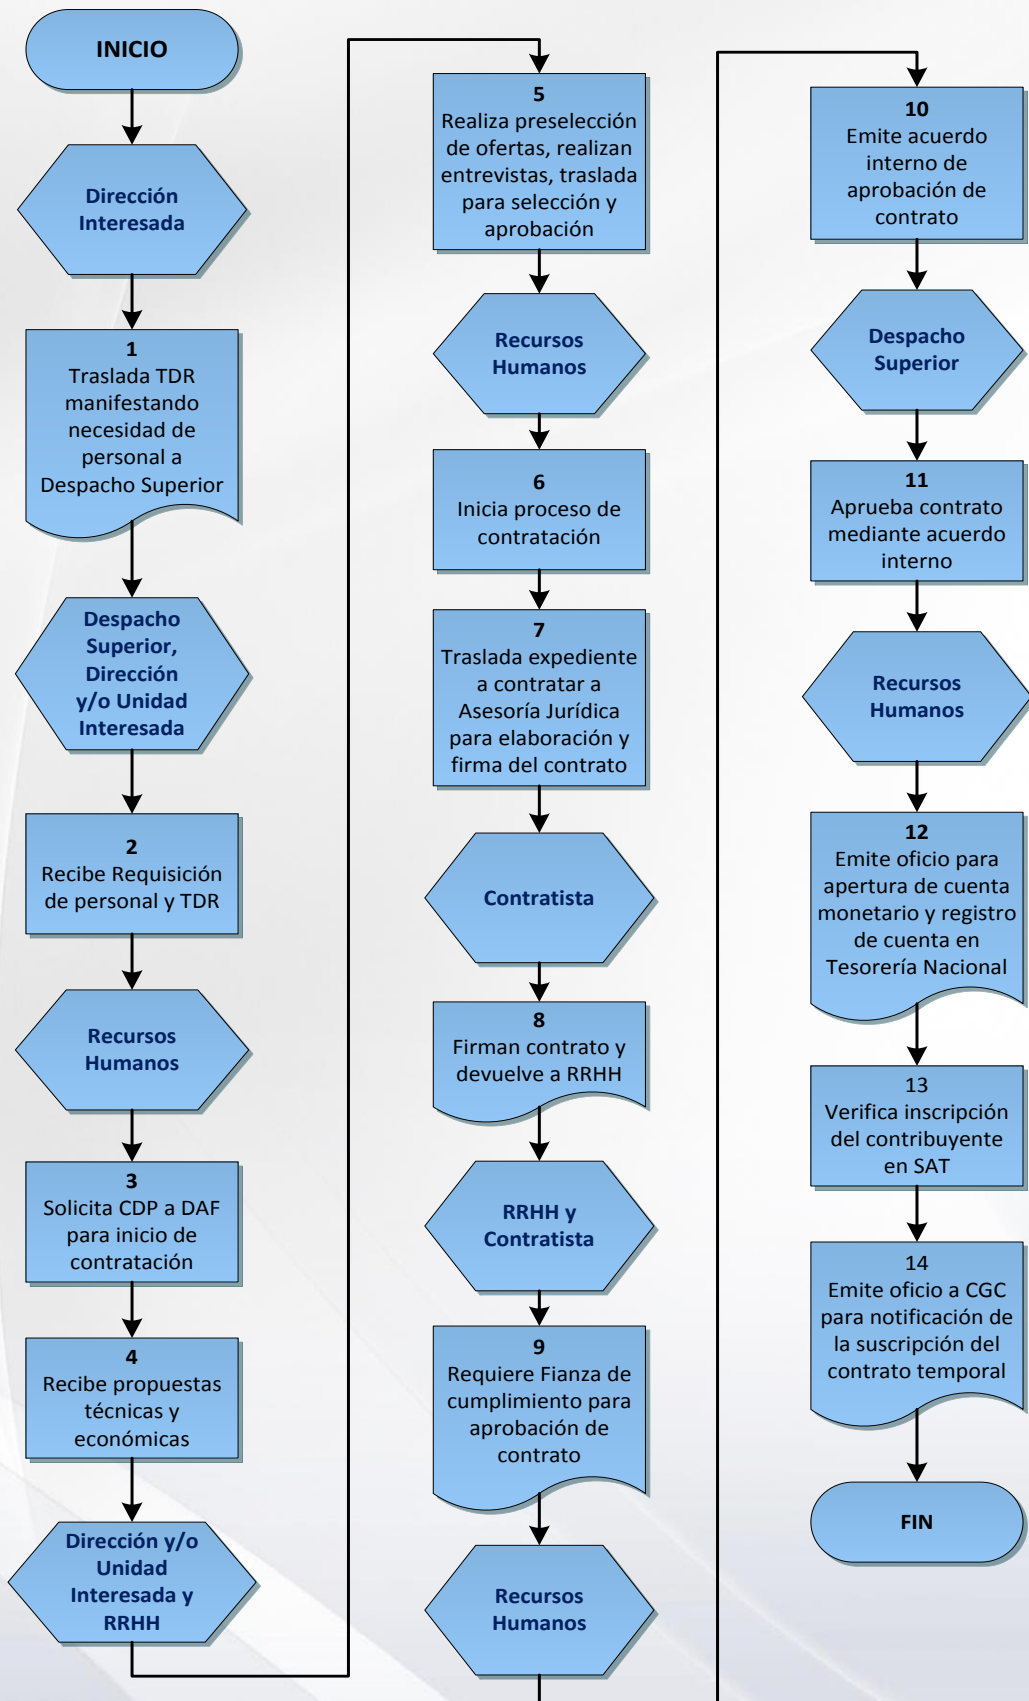 INICIO
Dirección
Interesada
1
Traslada TDR
manifestando
necesidad de
personal a
Despacho Superior
Despacho
Superior,
Dirección
y/o Unidad
Interesada
2
Recibe Requisición
de personal y TDR
Recursos
Humanos
3
Solicita CDP a DAF
para inicio de
contratación
4
Recibe propuestas
técnicas y
económicas
Dirección y/o
Unidad
Interesada y
RRHH
5
Realiza preselección
de ofertas, realizan
entrevistas, traslada
para selección y
aprobación
Recursos
Humanos
6
Inicia proceso de
contratación
7
Traslada expediente
a contratar a
Asesoría Jurídica
para elaboración y
firma del contrato
Contratista
8
Firman contrato y
devuelve a RRHH
RRHH y
Contratista
9
Requiere Fianza de
cumplimiento para
aprobación de
contrato
Recursos
Humanos
10
Emite acuerdo
interno de
aprobación de
contrato
Despacho
Superior
11
Aprueba contrato
mediante acuerdo
interno
Recursos
Humanos
12
Emite oficio para
apertura de cuenta
monetario y registro
de cuenta en
Tesorería Nacional
13
Verifica inscripción
del contribuyente
en SAT
14
Emite oficio a CGC
para notificación de
la suscripción del
contrato temporal
FIN